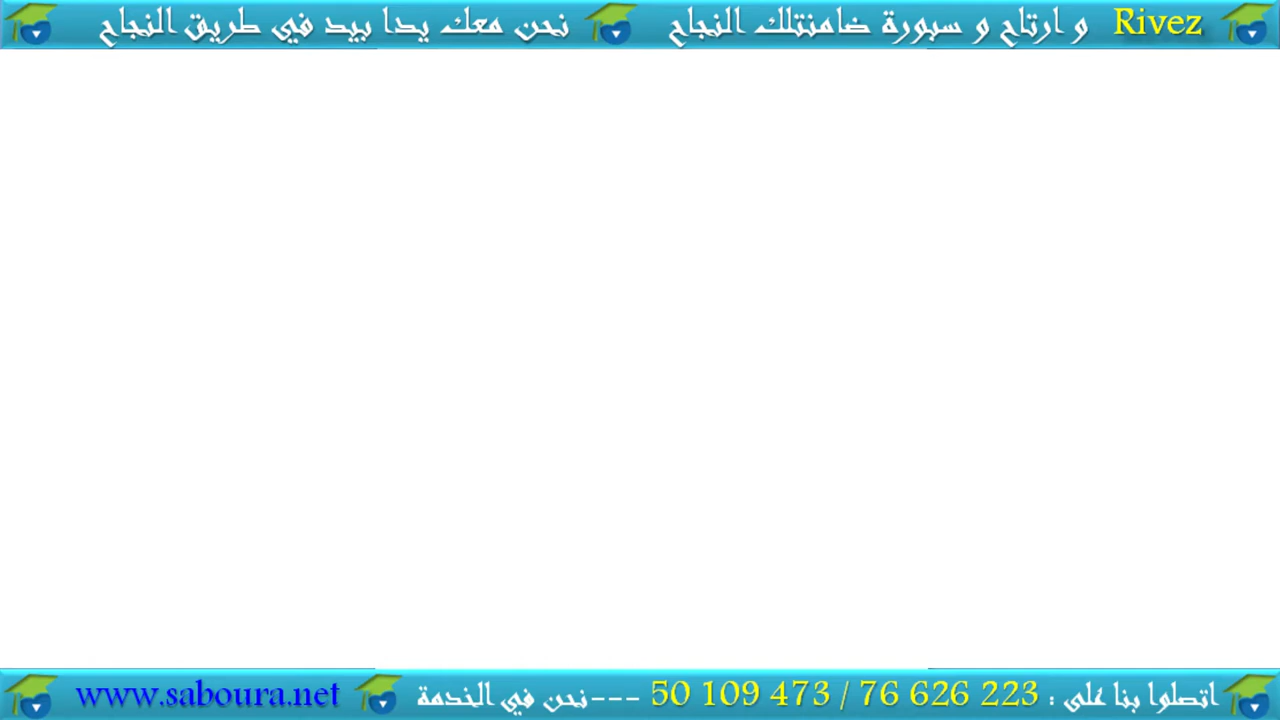 Rivez و ارتاح و سبورة ضامنتلك النجاح نحن معك يدا بيد في طريق النجاح
اتصلوا بنا على : 50 109 473 / 76 626 223 ---نحن في الخدمة www.saboura.net